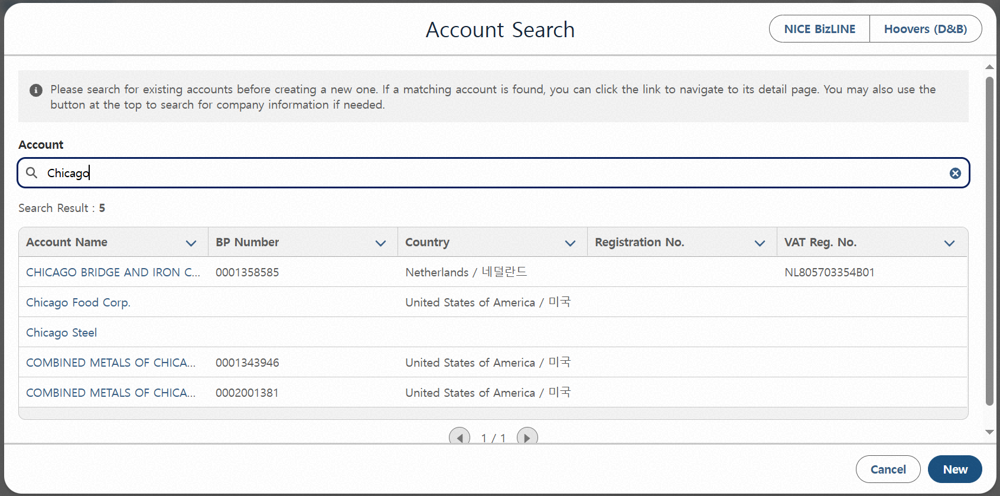 Account Search
NICE BizLINE
Hoovers (D&B)
Please search for existing accounts before creating a new one. If a matching account is found, you can click the link to navigate to its detail page. You may also use the
button at the top to search for company information if needed.
Account
Chicago
Search Result : 5
Account Name BP Number Country Registration No. VAT Reg. No.
CHICAGO BRIDGE AND IRON C... 0001358585 Netherlands / 네덜란드 NL805703354B01
Chicago Food Corp. United States of America / 미국
Chicago Steel
COMBINED METALS OF CHICA... 0001343946 United States of America / 미국
COMBINED METALS OF CHICA... 0002001381 United States of America / 미국
1 / 1
Cancel New